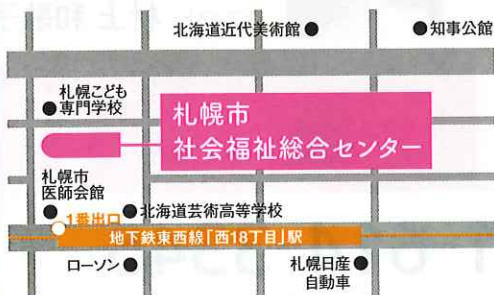 北海道近代美術館
知事公館
札幌こども
専門学校
札幌市
社会福祉総合センター
札幌市
医師会館
1番出口
北海道芸術高等学校
地下鉄東西線「西18丁目」駅
ローソン
札幌日産
自動車